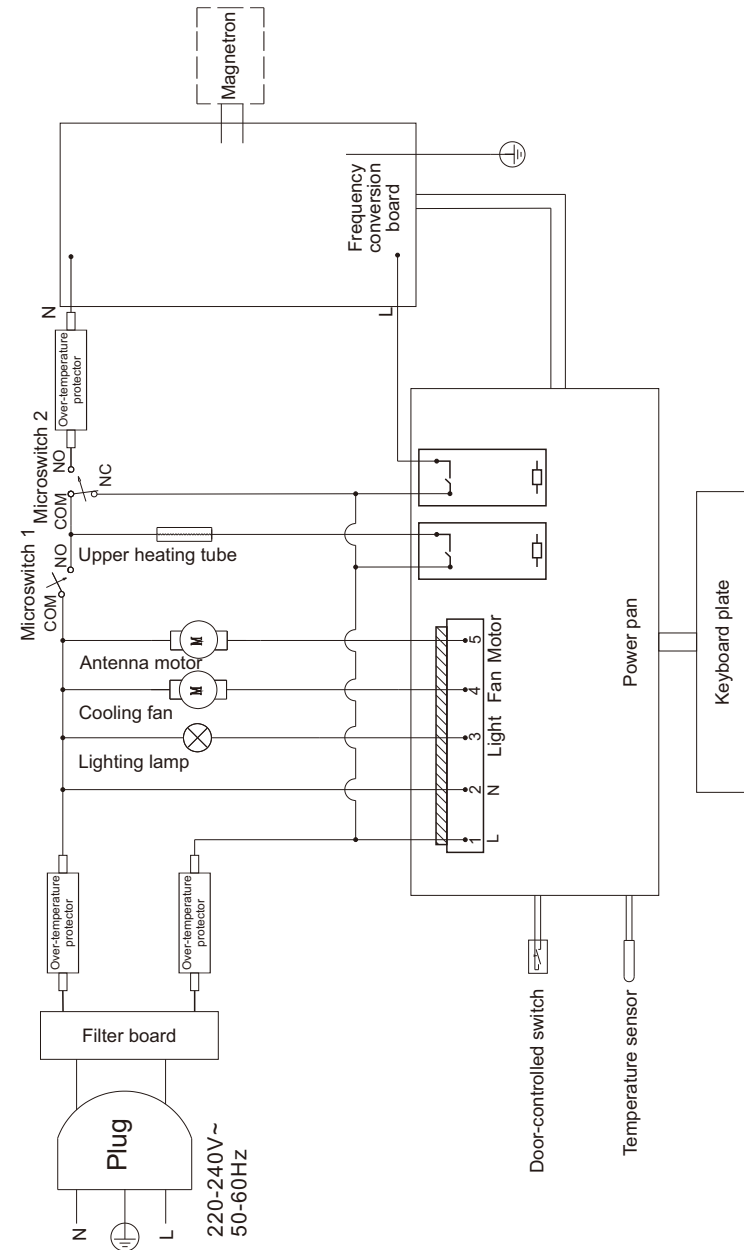 Magnetron
Frequency
conversion
board
N
L
Over-temperature
protector
Microswitch 2
NO
COM
NC
Microswitch 1
NO
COM
Upper heating tube
Antenna motor
M
Cooling fan
M
Lighting lamp
5
4
3
2
1
Motor
Fan
Light
N
L
Power pan
Keyboard plate
Over-temperature
protector
Over-temperature
protector
Filter board
Plug
N
L
220-240V~
50-60Hz
Door-controlled switch
Temperature sensor